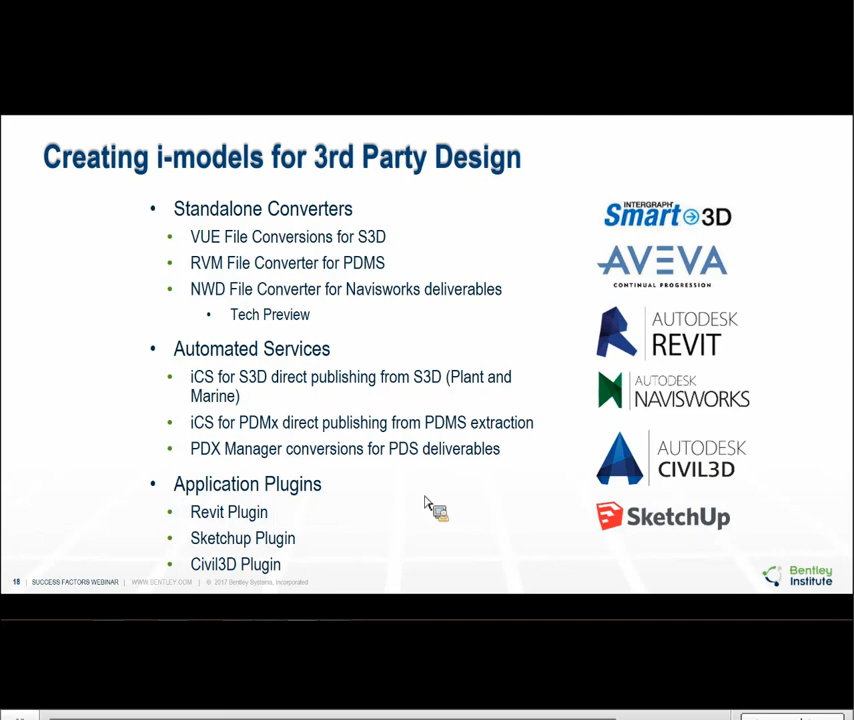 Creating i-models for 3rd Party Design
• Standalone Converters
• VUE File Conversions for S3D
• RVM File Converter for PDMS
• NWD File Converter for Navisworks deliverables
• Tech Preview
• Automated Services
• iCS for S3D direct publishing from S3D (Plant and
Marine)
• iCS for PDMx direct publishing from PDMS extraction
• PDX Manager conversions for PDS deliverables
• Application Plugins
• Revit Plugin
• Sketchup Plugin
• Civil3D Plugin
INTERGRAPH
Smart 3D
AVEVA
CONTINUAL PROGRESSION
AUTODESK
REVIT
AUTODESK
NAVISWORKS
AUTODESK
CIVIL3D
SketchUp
18 | SUCCESS FACTORS WEBINAR | WWW.BENTLEY.COM | © 2017 Bentley Systems, Incorporated
Bentley
Institute